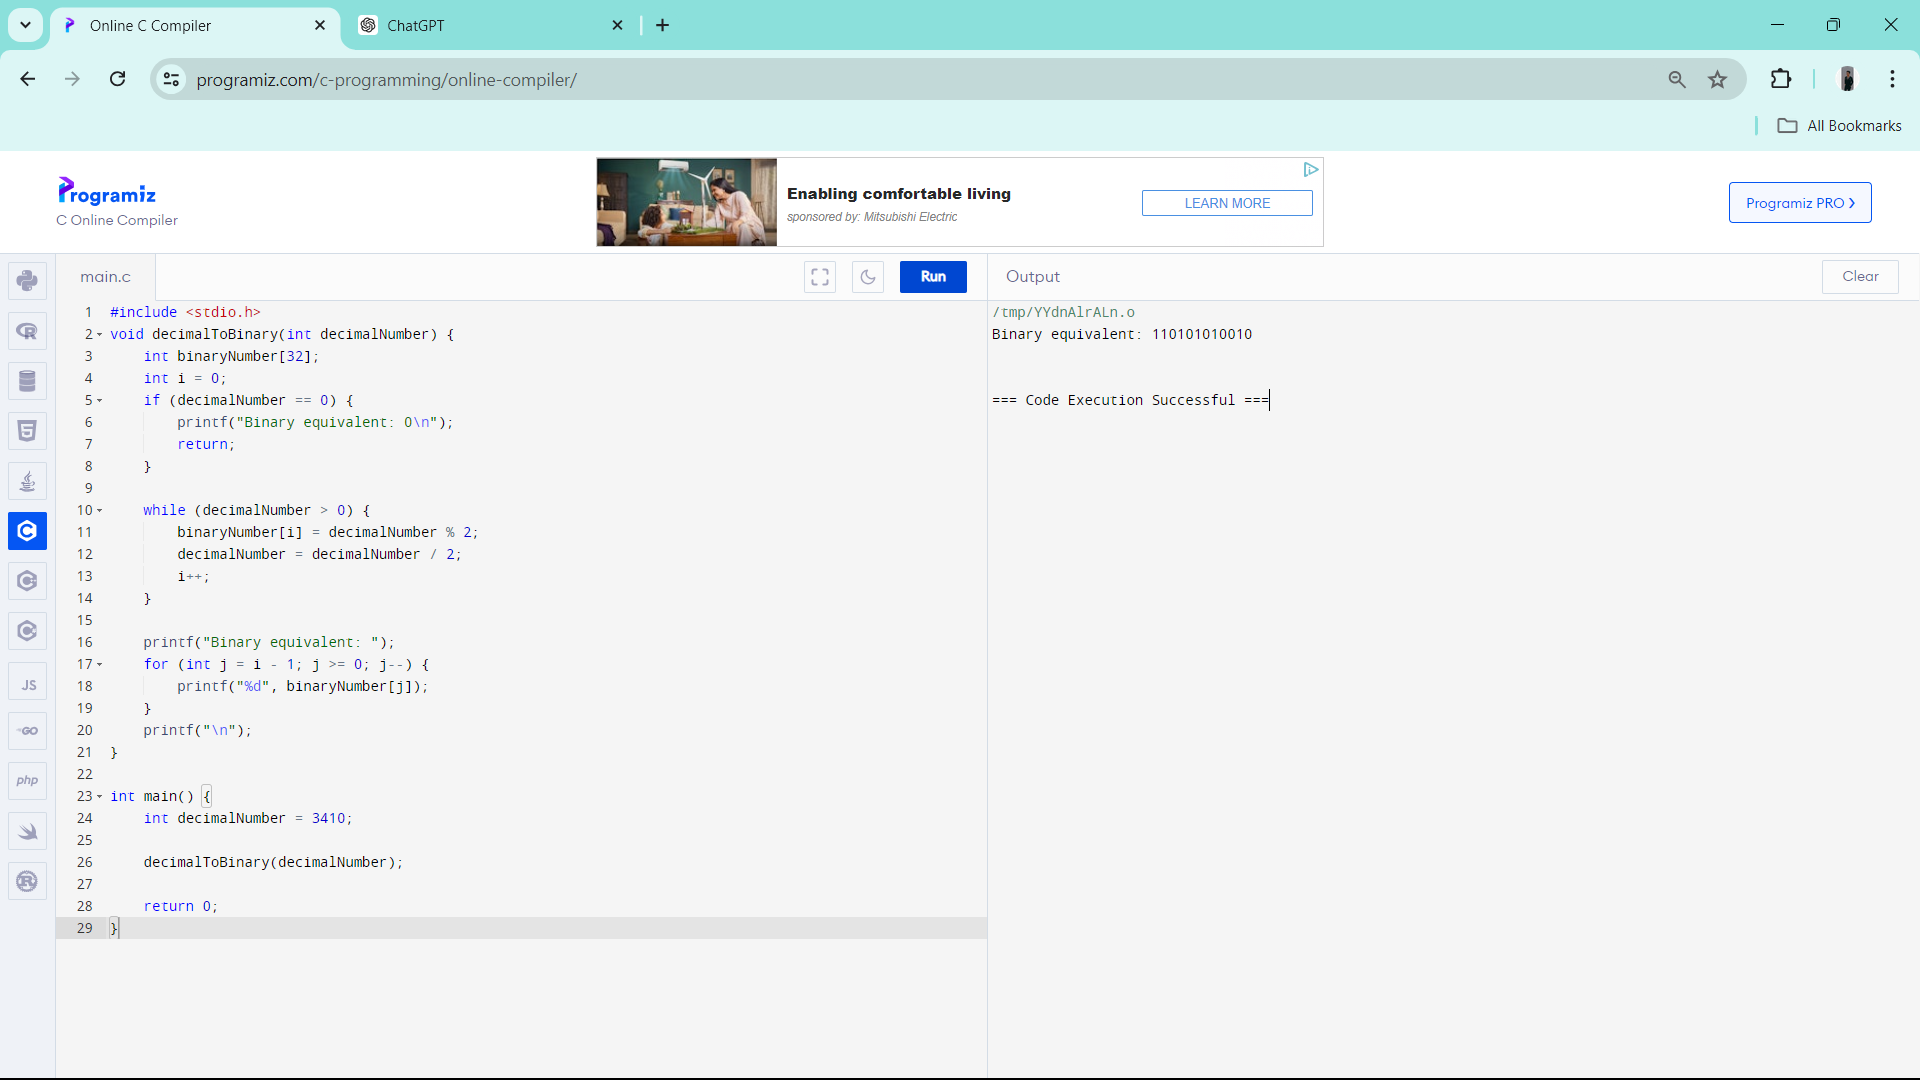 Online C Compiler
ChatGPT
programiz.com/c-programming/online-compiler/
All Bookmarks
Programiz
C Online Compiler
Enabling comfortable living
sponsored by: Mitsubishi Electric
LEARN MORE
Programiz PRO
main.c
Run
Output
Clear
1 #include <stdio.h>
2 void decimalToBinary(int decimalNumber) {
3     int binaryNumber[32];
4     int i = 0;
5     if (decimalNumber == 0) {
6         printf("Binary equivalent: 0\n");
7         return;
8     }
9
10     while (decimalNumber > 0) {
11         binaryNumber[i] = decimalNumber % 2;
12         decimalNumber = decimalNumber / 2;
13         i++;
14     }
15
16     printf("Binary equivalent: ");
17     for (int j = i - 1; j >= 0; j--) {
18         printf("%d", binaryNumber[j]);
19     }
20     printf("\n");
21 }
22
23 int main() {
24     int decimalNumber = 3410;
25
26     decimalToBinary(decimalNumber);
27
28     return 0;
29 }
/tmp/YYdnAlrALn.o
Binary equivalent: 110101010010
=== Code Execution Successful ===
JS
GO
php